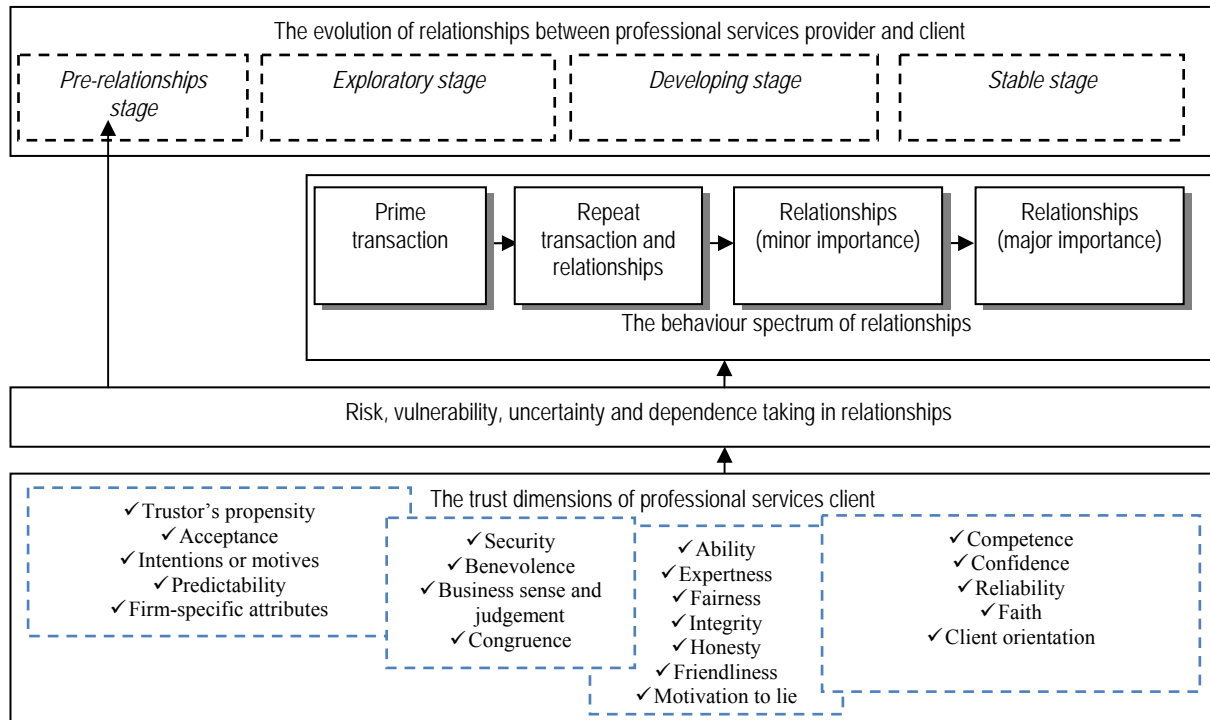 The evolution of relationships between professional services provider and client
Pre-relationships
stage
Exploratory stage
Developing stage
Stable stage
Prime
transaction
Repeat
transaction and
relationships
Relationships
(minor importance)
Relationships
(major importance)
The behaviour spectrum of relationships
Risk, vulnerability, uncertainty and dependence taking in relationships
The trust dimensions of professional services client
✓Trustor’s propensity
✓Acceptance
✓Intentions or motives
✓Predictability
✓Firm-specific attributes
✓Security
✓Benevolence
✓Business sense and
judgement
✓Congruence
✓Ability
✓Expertness
✓Fairness
✓Integrity
✓Honesty
✓Friendliness
✓Motivation to lie
✓Competence
✓Confidence
✓Reliability
✓Faith
✓Client orientation